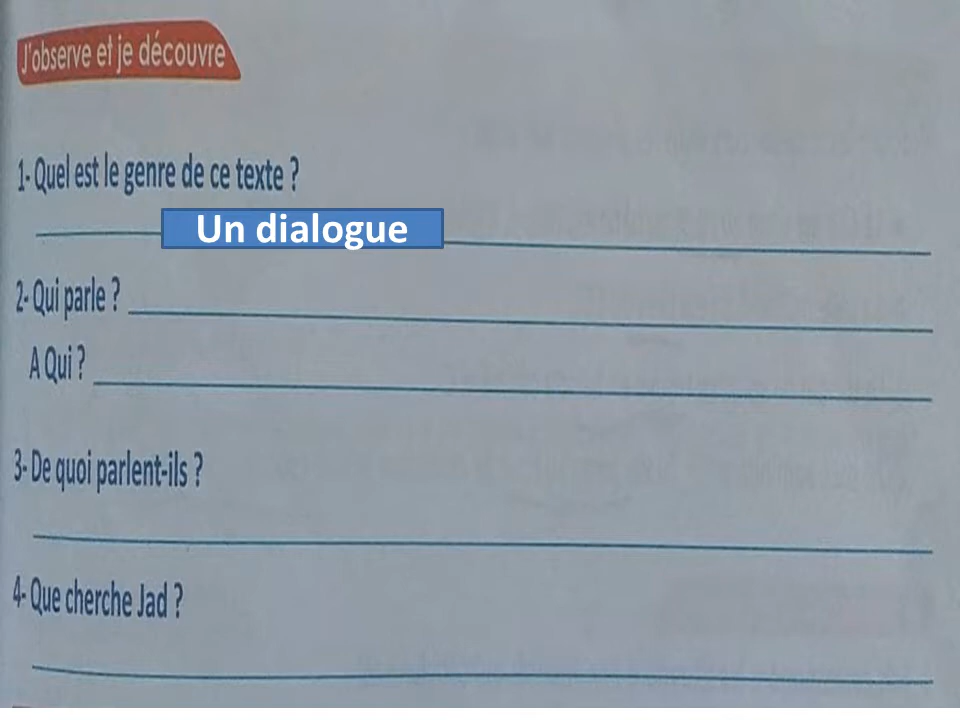 J'observe et je découvre
1- Quel est le genre de ce texte ?
Un dialogue
2- Qui parle ?
A Qui ?
3- De quoi parlent-ils ?
4- Que cherche Jad ?